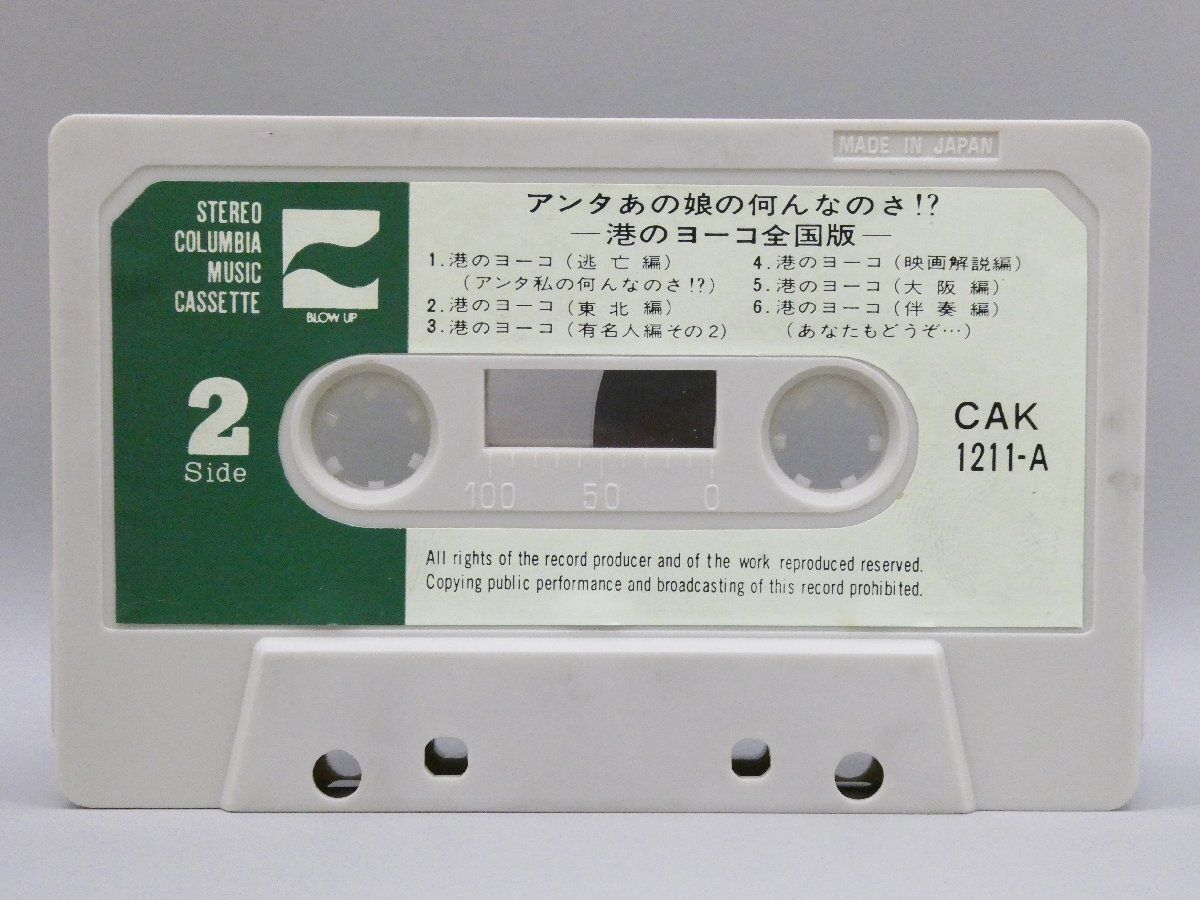 MADE IN JAPAN
STEREO
COLUMBIA
MUSIC
CASSETTE
BLOW UP
アンタあの娘の何んなのさ!?
―港のヨーコ全国版―
1.港のヨーコ(逃亡編)
(アンタ私の何んなのさ!?)
2.港のヨーコ(東北編)
3.港のヨーコ(有名人編その2)
4.港のヨーコ(映画解説編)
5.港のヨーコ(大阪編)
6.港のヨーコ(伴奏編)
(あなたもどうぞ…)
2
Side
CAK
1211-A
100 50 0
All rights of the record producer and of the work reproduced reserved.
Copying public performance and broadcasting of this record prohibited.